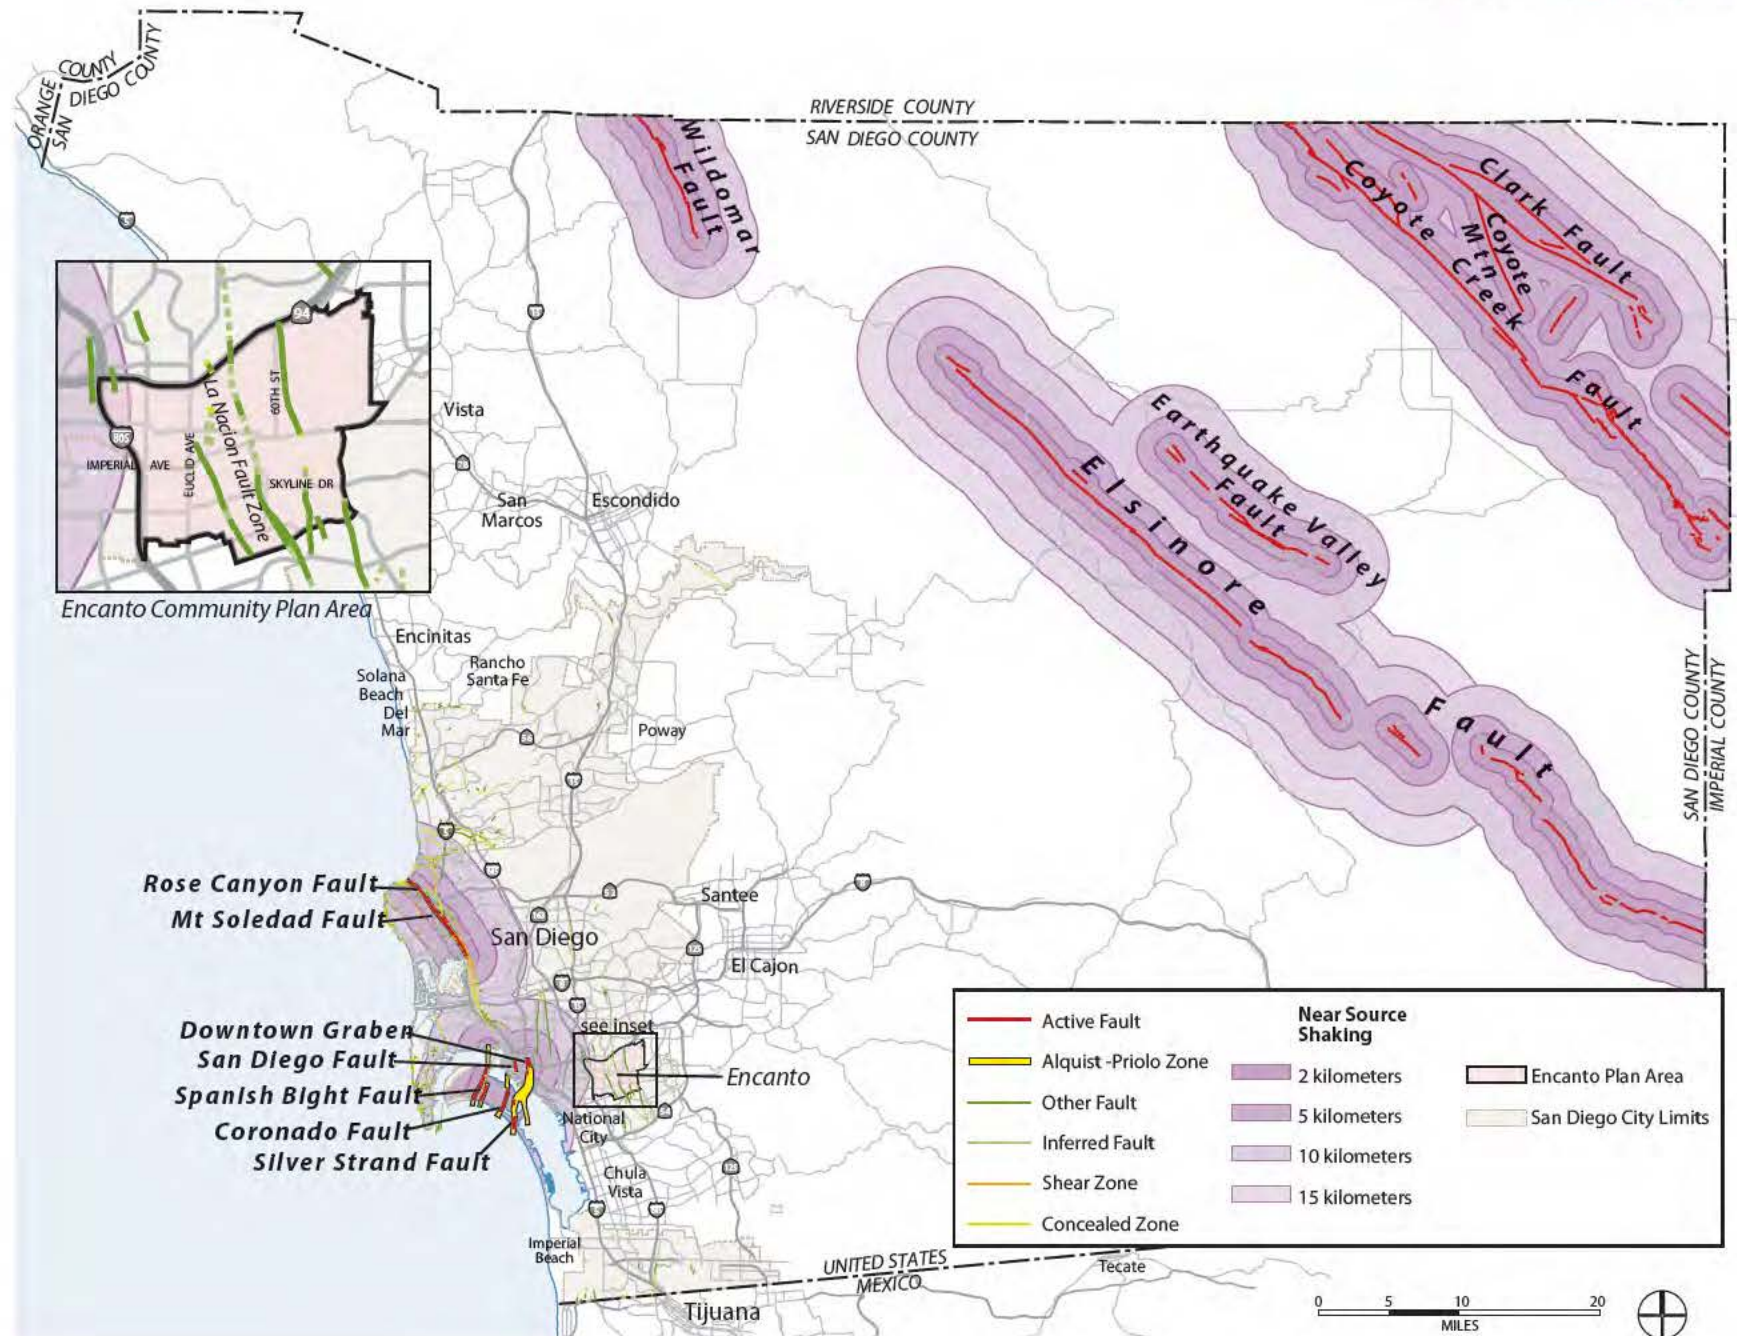 ORANGE COUNTY
SAN DIEGO COUNTY
RIVERSIDE COUNTY
SAN DIEGO COUNTY
Wildomar
Fault
Clark Fault
Coyote
Mtn
Coyote Creek Fault
94
La Nacion Fault Zone
60TH ST
805
IMPERIAL AVE
EUCLID AVE
SKYLINE DR
Encanto Community Plan Area
Vista
San
Marcos
Escondido
Earthquake Valley
Fault
Elsinore Fault
Encinitas
Rancho
Santa Fe
Solana
Beach
Del
Mar
Poway
SAN DIEGO COUNTY
IMPERIAL COUNTY
Rose Canyon Fault
Mt Soledad Fault
San Diego
Santee
El Cajon
Downtown Graben
San Diego Fault
Spanish Bight Fault
Coronado Fault
Silver Strand Fault
see inset
Encanto
National
City
125
Chula
Vista
125
Imperial
Beach
UNITED STATES
MEXICO
Tijuana
Tecate
Active Fault
Alquist -Priolo Zone
Other Fault
Inferred Fault
Shear Zone
Concealed Zone
Near Source
Shaking
2 kilometers
5 kilometers
10 kilometers
15 kilometers
Encanto Plan Area
San Diego City Limits
0 5 10 20
MILES